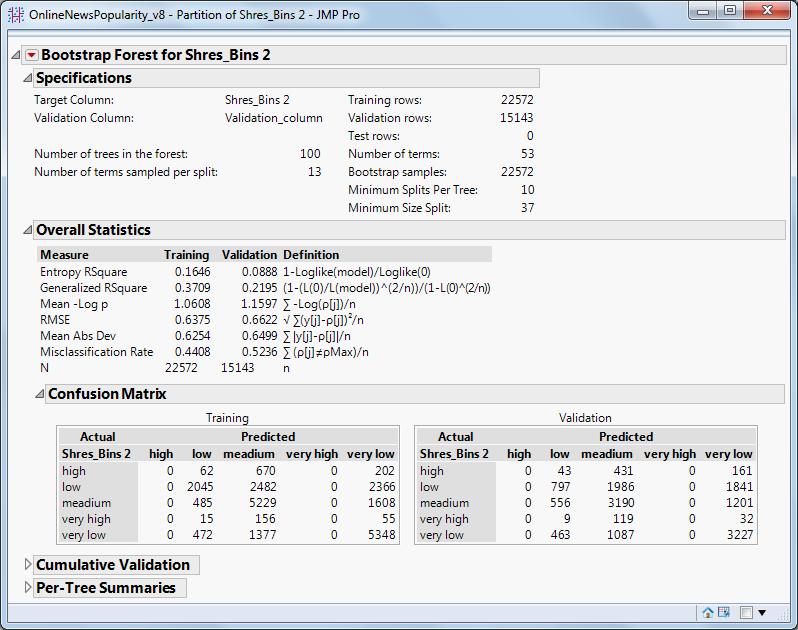 OnlineNewsPopularity_v8 - Partition of Shres_Bins 2 - JMP Pro
Bootstrap Forest for Shres_Bins 2
Specifications
Target Column: Shres_Bins 2 Training rows: 22572
Validation Column: Validation_column Validation rows: 15143
Test rows: 0
Number of trees in the forest: 100 Number of terms: 53
Number of terms sampled per split: 13 Bootstrap samples: 22572
Minimum Splits Per Tree: 10
Minimum Size Split: 37
Overall Statistics
Measure Training Validation Definition
Entropy RSquare 0.1646 0.0888 1-Loglike(model)/Loglike(0)
Generalized RSquare 0.3709 0.2195 (1-(L(0)/L(model))^(2/n))/(1-L(0)^(2/n))
Mean -Log p 1.0608 1.1597 ∑ -Log(ρ[j])/n
RMSE 0.6375 0.6622 √ ∑(y[j]-ρ[j])²/n
Mean Abs Dev 0.6254 0.6499 ∑ |y[j]-ρ[j]|/n
Misclassification Rate 0.4408 0.5236 ∑ (ρ[j]≠ρMax)/n
N 22572 15143 n
Confusion Matrix
Training Validation
Actual Predicted Actual Predicted
Shres_Bins 2 high low meadium very high very low Shres_Bins 2 high low meadium very high very low
high 0 62 670 0 202 high 0 43 431 0 161
low 0 2045 2482 0 2366 low 0 797 1986 0 1841
meadium 0 485 5229 0 1608 meadium 0 556 3190 0 1201
very high 0 15 156 0 55 very high 0 9 119 0 32
very low 0 472 1377 0 5348 very low 0 463 1087 0 3227
Cumulative Validation
Per-Tree Summaries